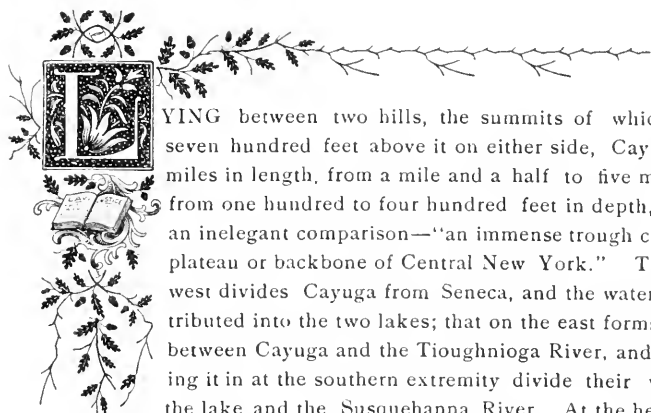 LYING between two hills, the summits of whic
seven hundred feet above it on either side, Cay
miles in length, from a mile and a half to five m
from one hundred to four hundred feet in depth,
an inelegant comparison—"an immense trough c
plateau or backbone of Central New York." T
west divides Cayuga from Seneca, and the water
tributed into the two lakes; that on the east forms
between Cayuga and the Tioughnioga River, and
ing it in at the southern extremity divide their
the lake and the Susquehanna River. At the he